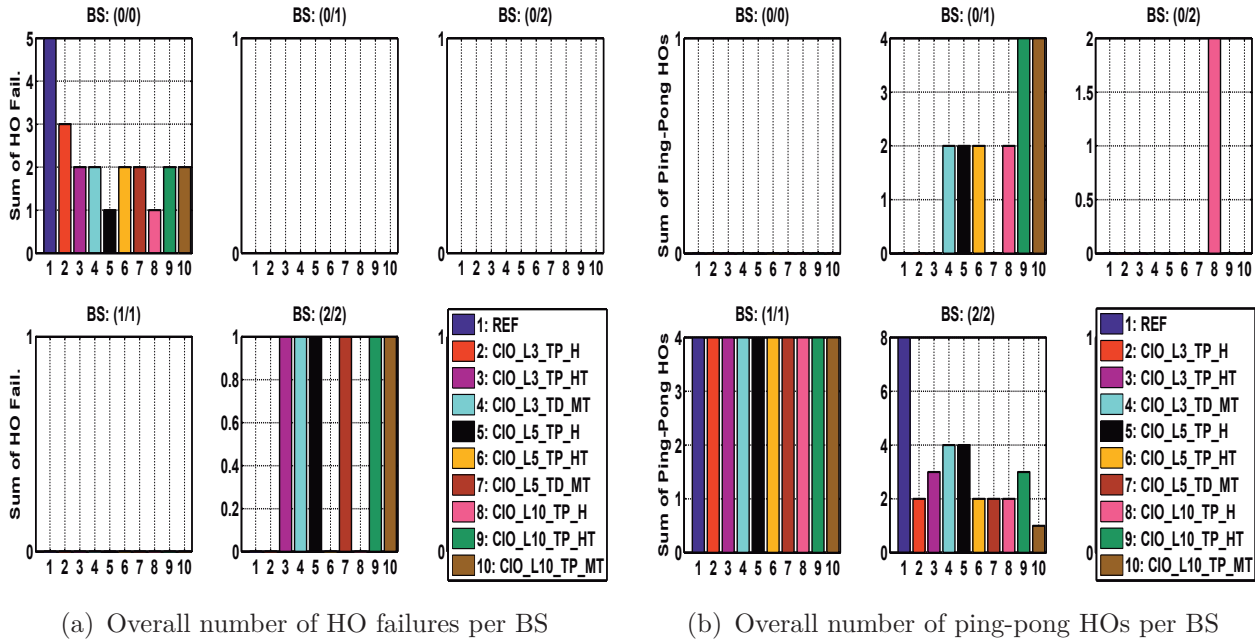 BS: (0/0)
BS: (0/1)
BS: (0/2)
Sum of HO Fail.
5
4
3
2
1
0
1 2 3 4 5 6 7 8 9 10
1
0
1 2 3 4 5 6 7 8 9 10
1
0
1 2 3 4 5 6 7 8 9 10
BS: (1/1)
BS: (2/2)
Sum of HO Fail.
1
0
1 2 3 4 5 6 7 8 9 10
1
0.8
0.6
0.4
0.2
0
1 2 3 4 5 6 7 8 9 10
1
0
1: REF
2: CIO_L3_TP_H
3: CIO_L3_TP_HT
4: CIO_L3_TD_MT
5: CIO_L5_TP_H
6: CIO_L5_TP_HT
7: CIO_L5_TD_MT
8: CIO_L10_TP_H
9: CIO_L10_TP_HT
10: CIO_L10_TP_MT
(a) Overall number of HO failures per BS
BS: (0/0)
BS: (0/1)
BS: (0/2)
Sum of Ping-Pong HOs
1
0
1 2 3 4 5 6 7 8 9 10
4
3
2
1
0
1 2 3 4 5 6 7 8 9 10
2
1.5
1
0.5
0
1 2 3 4 5 6 7 8 9 10
BS: (1/1)
BS: (2/2)
Sum of Ping-Pong HOs
4
3
2
1
0
1 2 3 4 5 6 7 8 9 10
8
6
4
2
0
1 2 3 4 5 6 7 8 9 10
1
0
1: REF
2: CIO_L3_TP_H
3: CIO_L3_TP_HT
4: CIO_L3_TD_MT
5: CIO_L5_TP_H
6: CIO_L5_TP_HT
7: CIO_L5_TD_MT
8: CIO_L10_TP_H
9: CIO_L10_TP_HT
10: CIO_L10_TP_MT
(b) Overall number of ping-pong HOs per BS